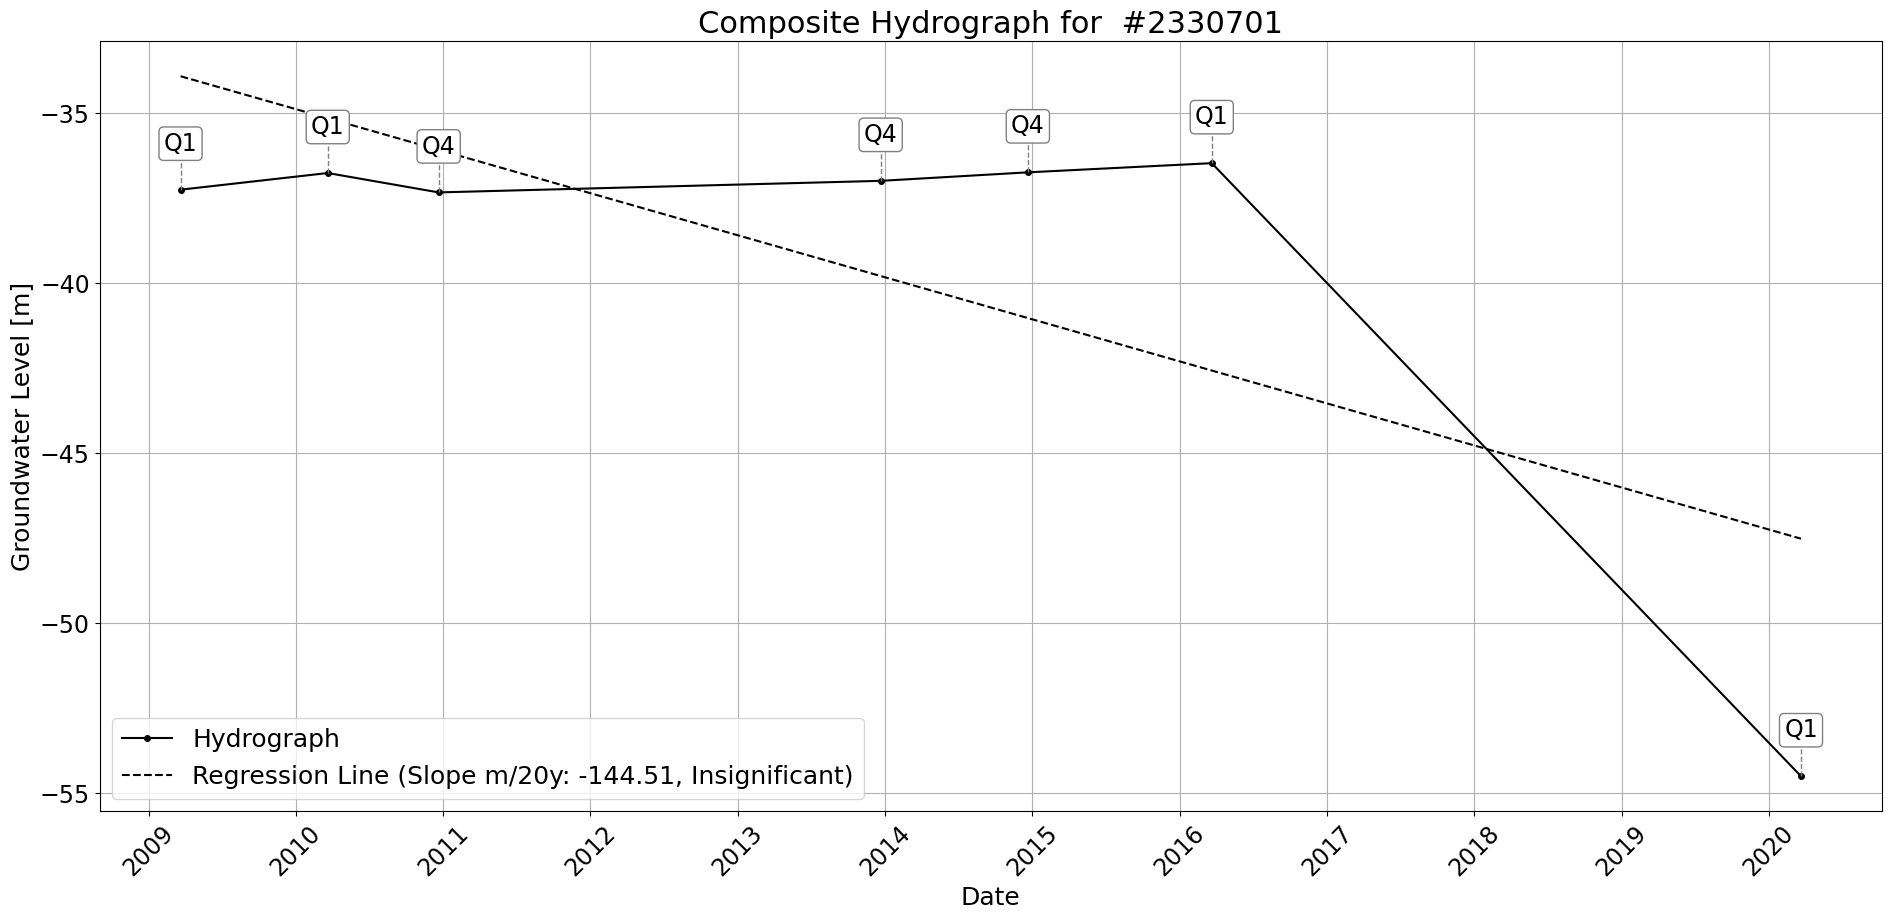 Composite Hydrograph for  #2330701
Groundwater Level [m]
−35
−40
−45
−50
−55
Q1
Q1
Q4
Q4
Q4
Q1
Q1
Hydrograph
Regression Line (Slope m/20y: -144.51, Insignificant)
2009
2010
2011
2012
2013
2014
2015
2016
2017
2018
2019
2020
Date